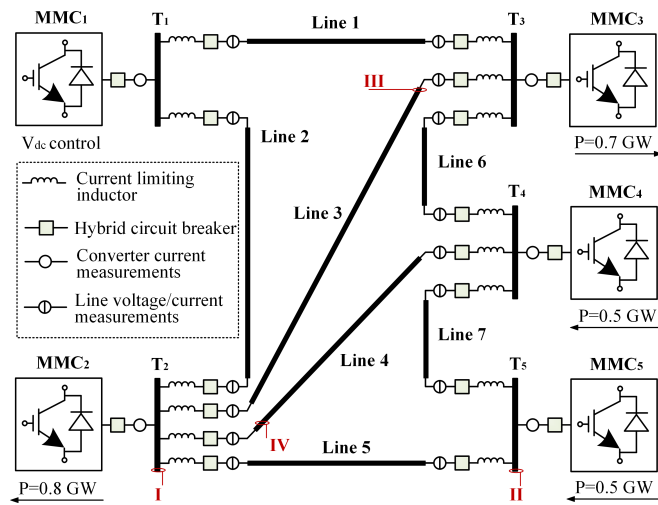 MMC1
T1
Line 1
T3
MMC3
III
Vdc control
Line 2
P=0.7 GW
Line 6
Current limiting
inductor
Hybrid circuit breaker
Converter current
measurements
Line voltage/current
measurements
Line 3
T4
MMC4
P=0.5 GW
Line 7
Line 4
MMC2
T2
T5
MMC5
IV
Line 5
P=0.8 GW
I
II
P=0.5 GW